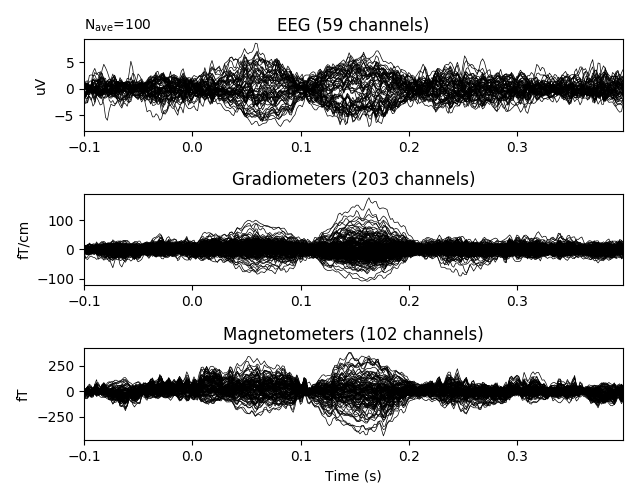 N_ave=100
EEG (59 channels)
uV
5
0
−5
−0.1 0.0 0.1 0.2 0.3
Gradiometers (203 channels)
fT/cm
100
0
−100
−0.1 0.0 0.1 0.2 0.3
Magnetometers (102 channels)
fT
250
0
−250
−0.1 0.0 0.1 0.2 0.3
Time (s)